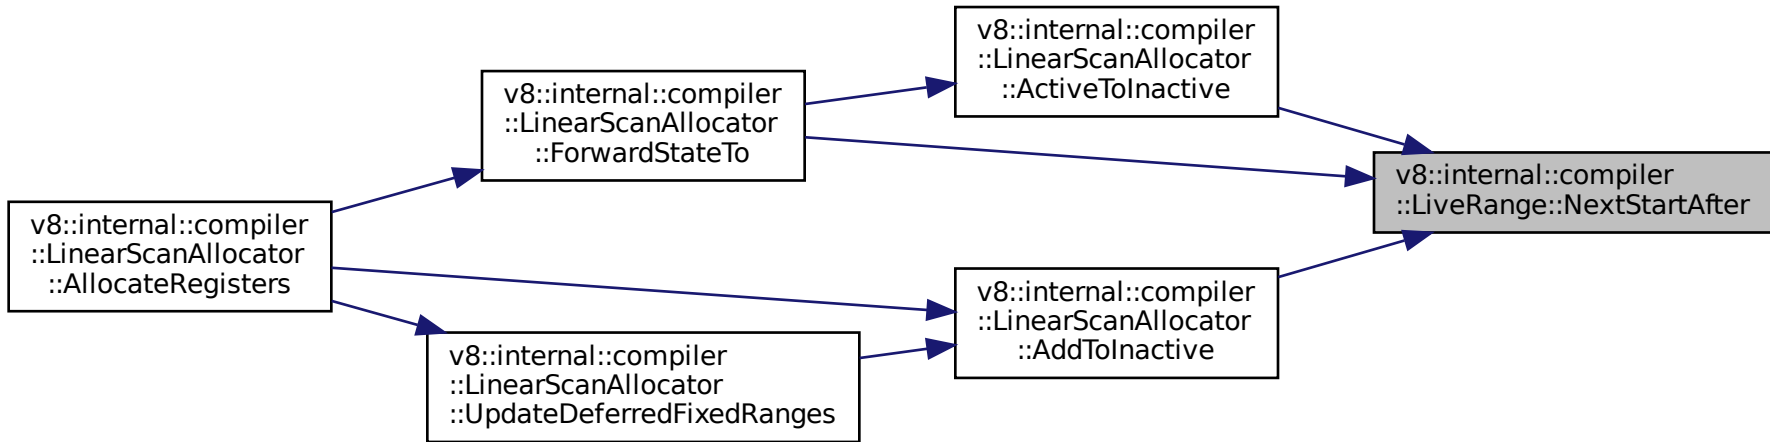 v8::internal::compiler
::LinearScanAllocator
::ActiveToInactive
v8::internal::compiler
::LinearScanAllocator
::ForwardStateTo
v8::internal::compiler
::LiveRange::NextStartAfter
v8::internal::compiler
::LinearScanAllocator
::AllocateRegisters
v8::internal::compiler
::LinearScanAllocator
::AddToInactive
v8::internal::compiler
::LinearScanAllocator
::UpdateDeferredFixedRanges